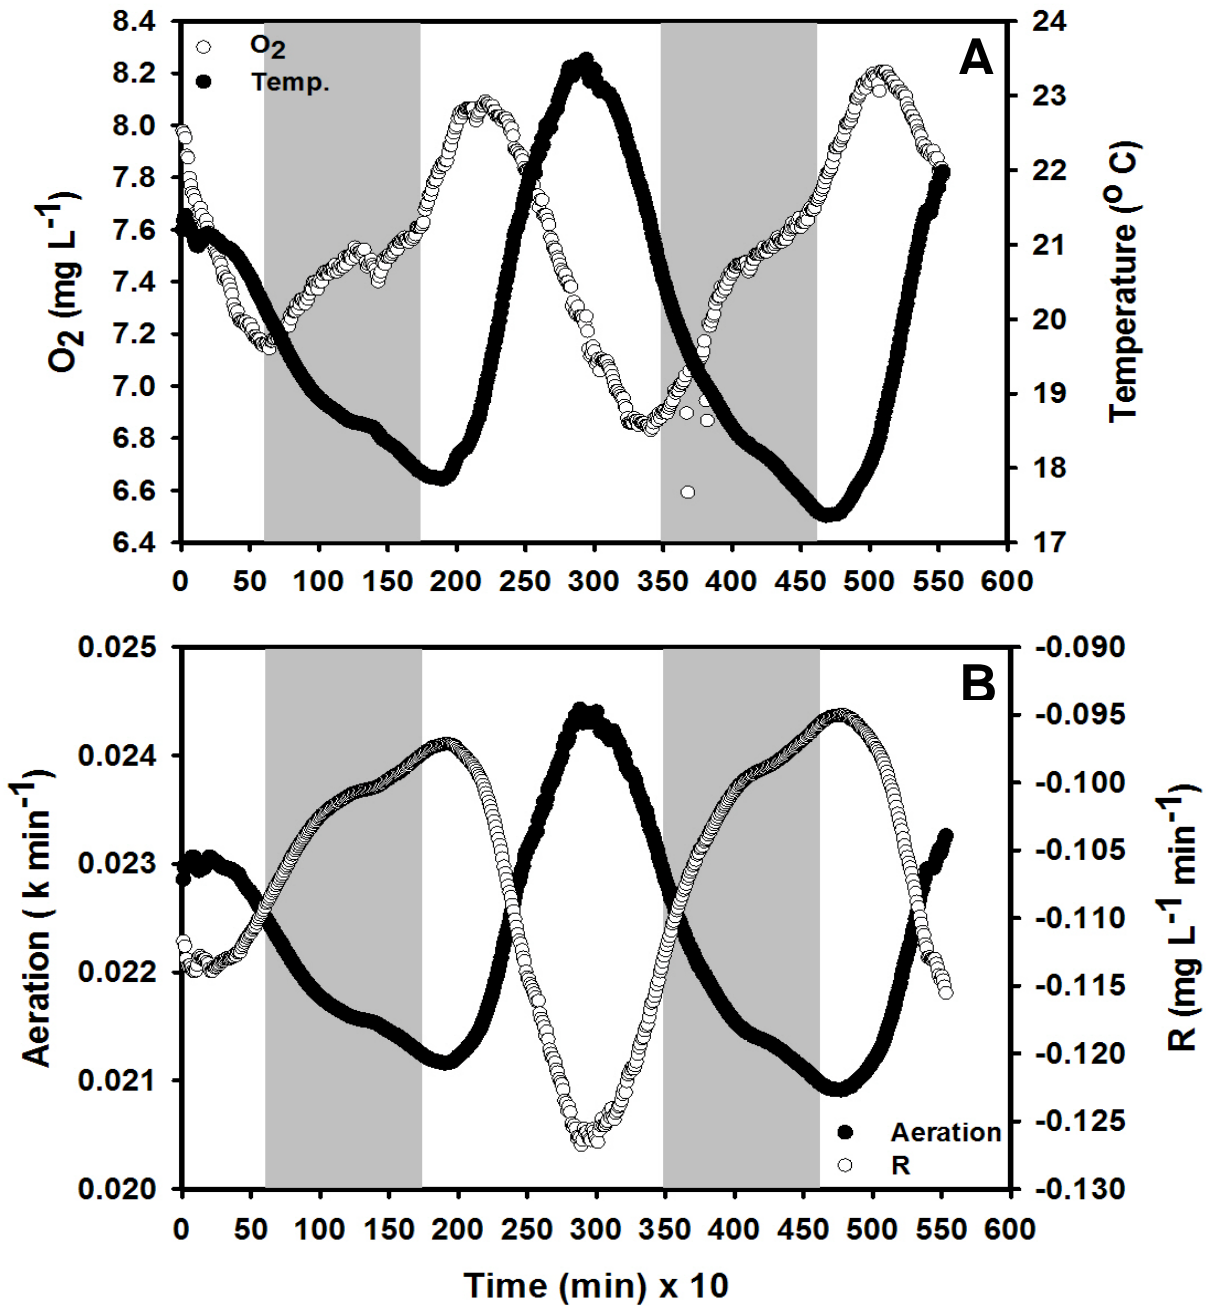 A
O2
Temp.
8.4
8.2
8.0
7.8
7.6
7.4
7.2
7.0
6.8
6.6
6.4
O2 (mg L-1)
24
23
22
21
20
19
18
17
Temperature (o C)
0 50 100 150 200 250 300 350 400 450 500 550 600
B
0.025
0.024
0.023
0.022
0.021
0.020
Aeration ( k min-1)
-0.090
-0.095
-0.100
-0.105
-0.110
-0.115
-0.120
-0.125
-0.130
R (mg L-1 min-1)
Aeration
R
0 50 100 150 200 250 300 350 400 450 500 550 600
Time (min) x 10